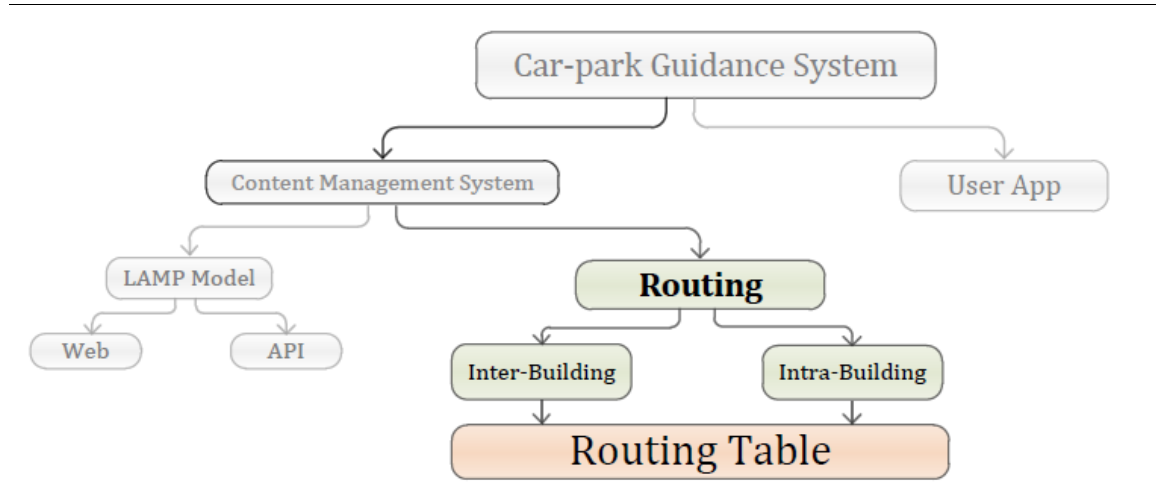 Car-park Guidance System
Content Management System
User App
LAMP Model
Routing
Web
API
Inter-Building
Intra-Building
Routing Table